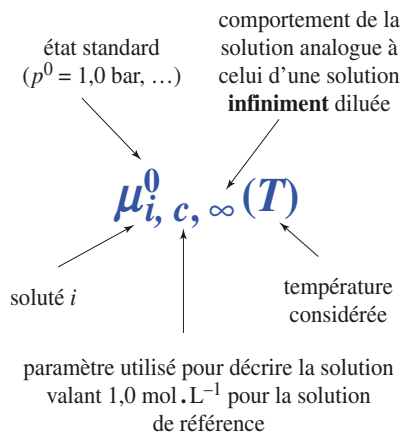 état standard
(p⁰ = 1,0 bar, …)
comportement de la
solution analogue à
celui d'une solution
infiniment diluée
μ⁰i, c, ∞ (T)
soluté i
température
considérée
paramètre utilisé pour décrire la solution
valant 1,0 mol.L⁻¹ pour la solution
de référence